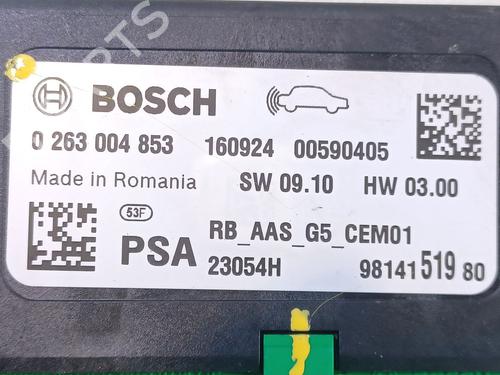 PARTS
BOSCH
0 263 004 853 160924 00590405
Made in Romania SW 09.10 HW 03.00
53F
PSA RB_AAS_G5_CEM01
23054H 98141519 80